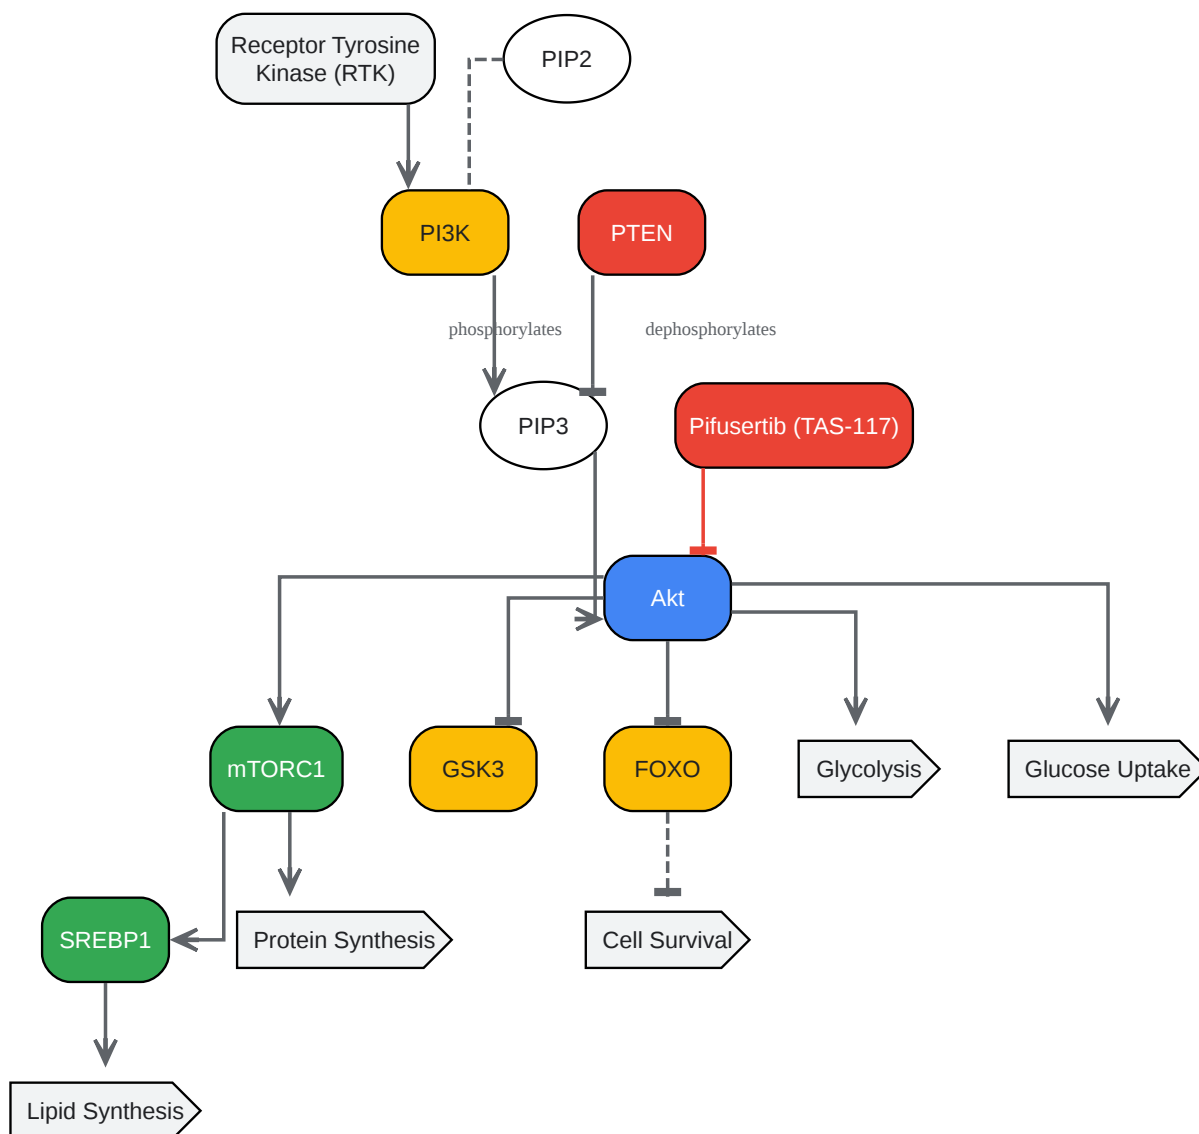 Receptor Tyrosine
Kinase (RTK)
PIP2
PI3K
PTEN
phosphorylates
dephosphorylates
PIP3
Pifusertib (TAS-117)
Akt
mTORC1
GSK3
FOXO
Glycolysis
Glucose Uptake
SREBP1
Protein Synthesis
Cell Survival
Lipid Synthesis